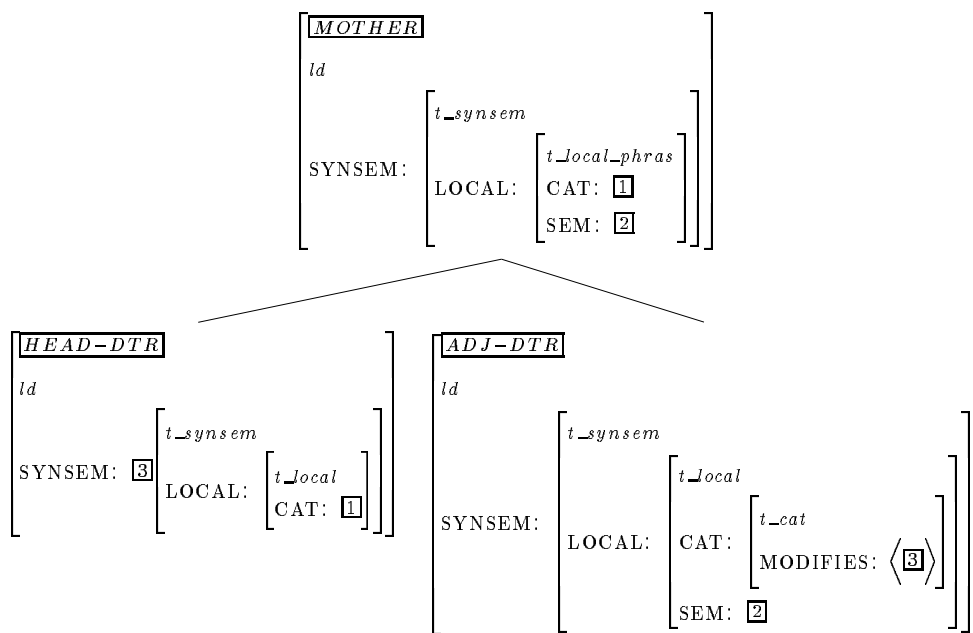 MOTHER
ld
SYNSEM:
t_synsem
LOCAL:
t_local_phras
CAT: 1
SEM: 2
HEAD-DTR
ld
SYNSEM: 3
t_synsem
LOCAL:
t_local
CAT: 1
ADJ-DTR
ld
SYNSEM:
t_synsem
LOCAL:
t_local
CAT:
t_cat
MODIFIES: ⟨3⟩
SEM: 2